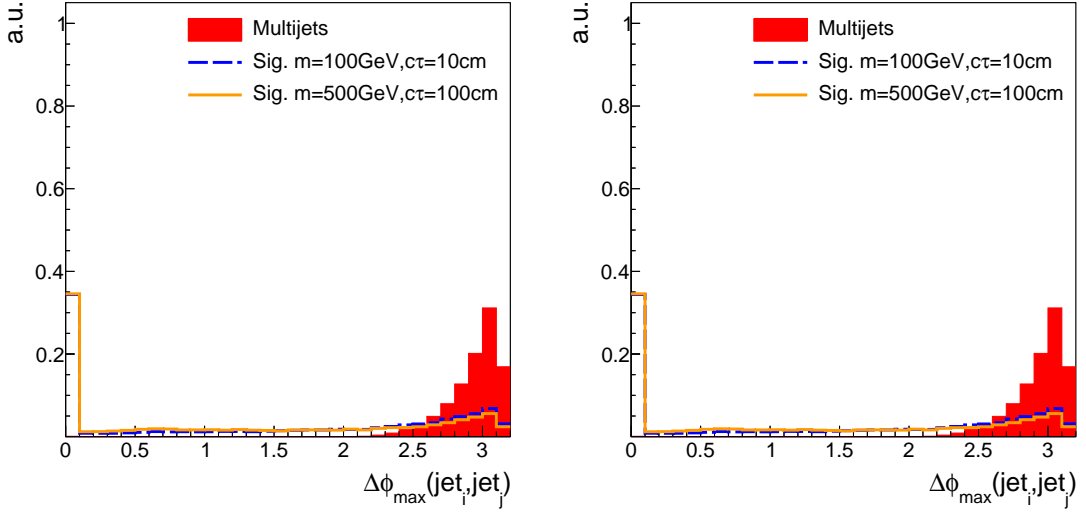 a.u.
Multijets
Sig. m=100GeV,cτ=10cm
Sig. m=500GeV,cτ=100cm
1
0.8
0.6
0.4
0.2
0 0.5 1 1.5 2 2.5 3
Δϕmax(jeti,jetj)
a.u.
Multijets
Sig. m=100GeV,cτ=10cm
Sig. m=500GeV,cτ=100cm
1
0.8
0.6
0.4
0.2
0 0.5 1 1.5 2 2.5 3
Δϕmax(jeti,jetj)